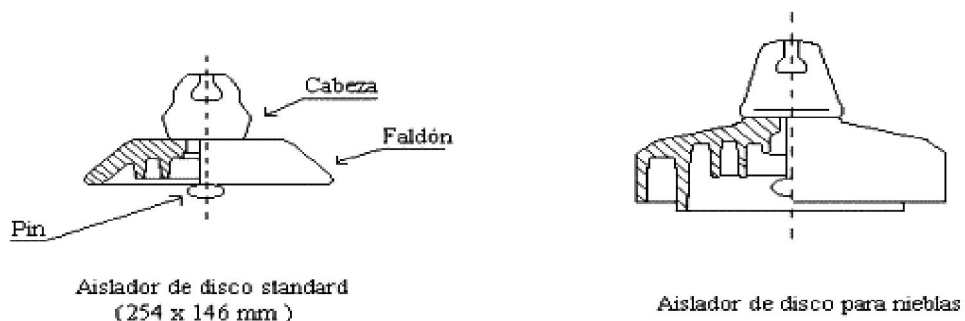 Cabeza
Faldón
Pin
Aislador de disco standard
(254 x 146 mm )
Aislador de disco para nieblas